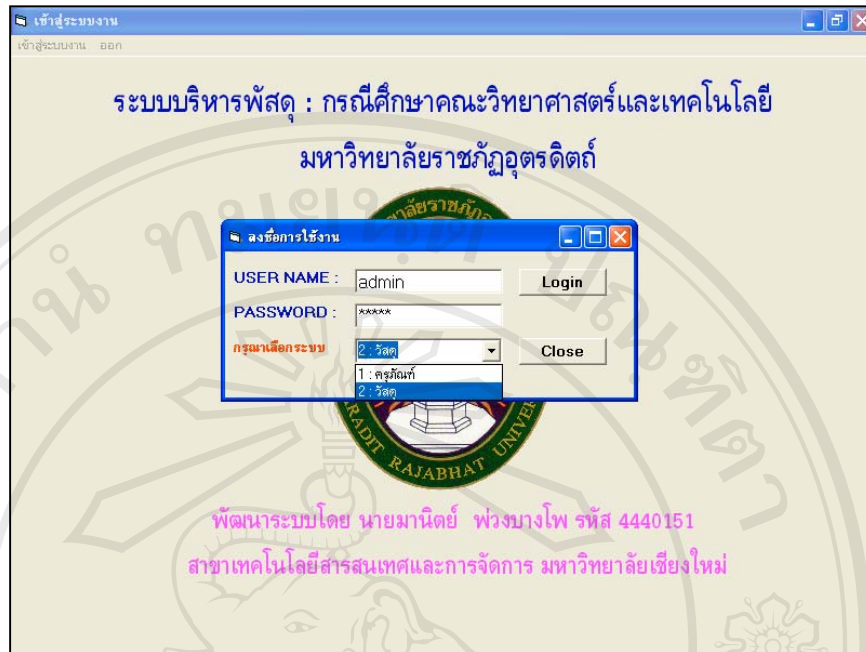 เข้าสู่ระบบงาน
เข้าสู่ระบบงาน ออก
ระบบบริหารพัสดุ : กรณีศึกษาคณะวิทยาศาสตร์และเทคโนโลยี
มหาวิทยาลัยราชภัฏอุตรดิตถ์
ลงชื่อการใช้งาน
USER NAME : admin Login
PASSWORD : *****
กรุณาเลือกระบบ 2 : วัสดุ Close
1 : ครุภัณฑ์
2 : วัสดุ
RAJABHAT
พัฒนาระบบโดย นายมานิตย์ พ่วงบางโพ รหัส 4440151
สาขาเทคโนโลยีสารสนเทศและการจัดการ มหาวิทยาลัยเชียงใหม่